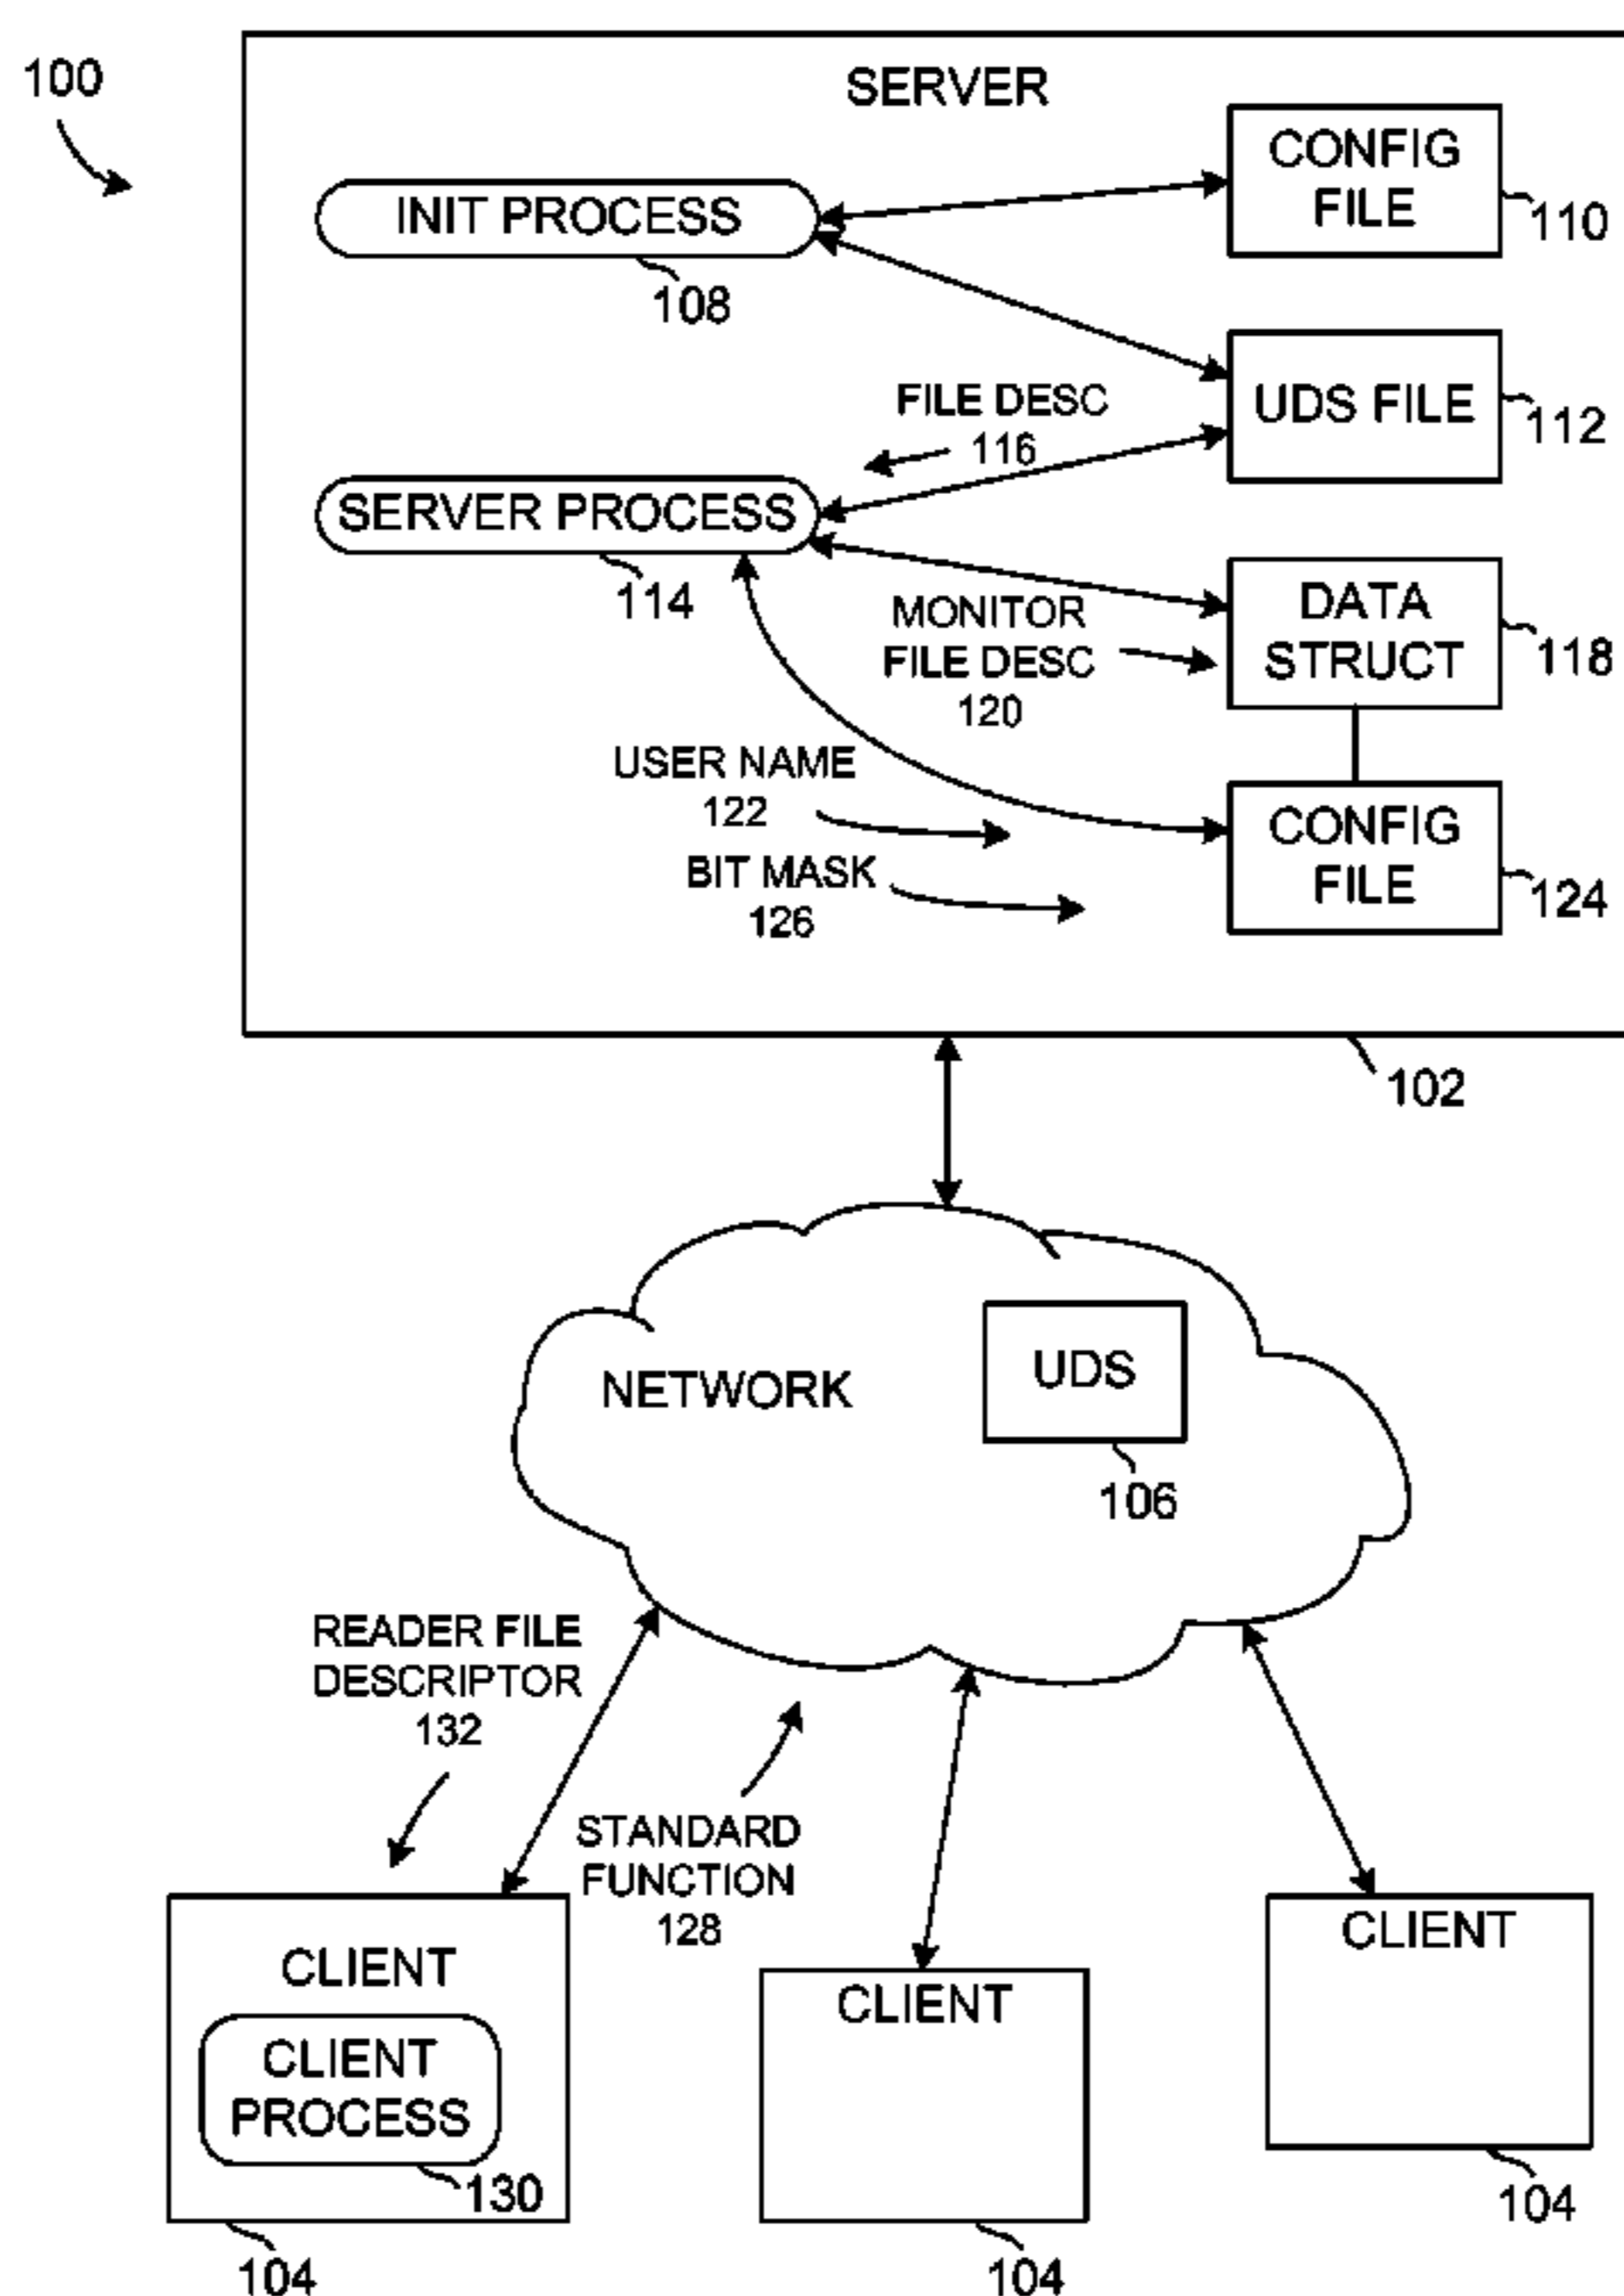 100
SERVER
CONFIG
FILE
110
INIT PROCESS
108
UDS FILE
112
FILE DESC
116
SERVER PROCESS
114
DATA
STRUCT
118
MONITOR
FILE DESC
120
USER NAME
122
CONFIG
FILE
124
BIT MASK
126
102
NETWORK
UDS
106
READER FILE
DESCRIPTOR
132
STANDARD
FUNCTION
128
CLIENT
CLIENT
PROCESS
130
104
CLIENT
104
CLIENT
104